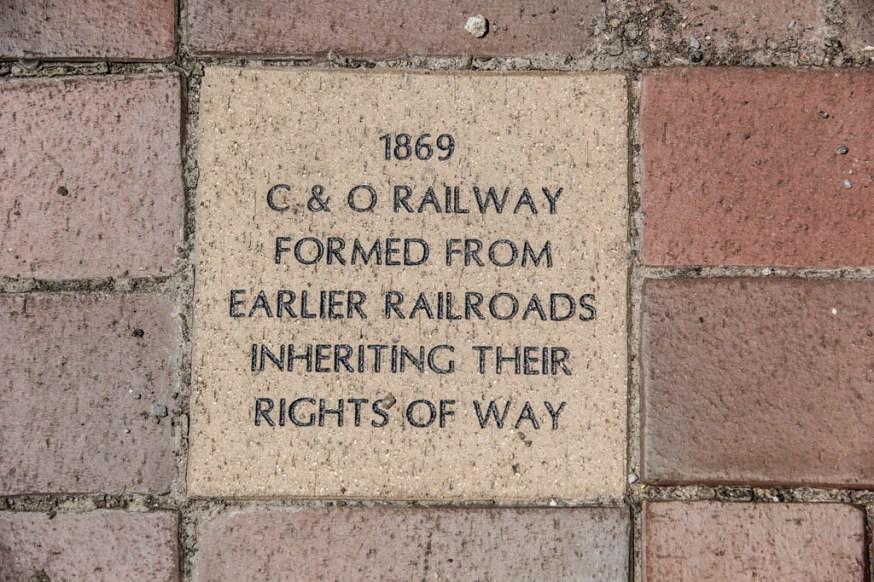 1869
C & O RAILWAY
FORMED FROM
EARLIER RAILROADS
INHERITING THEIR
RIGHTS OF WAY